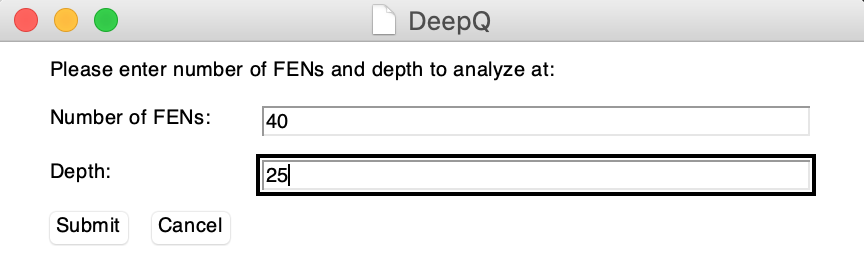 DeepQ
Please enter number of FENs and depth to analyze at:
Number of FENs: 40
Depth: 25
Submit Cancel